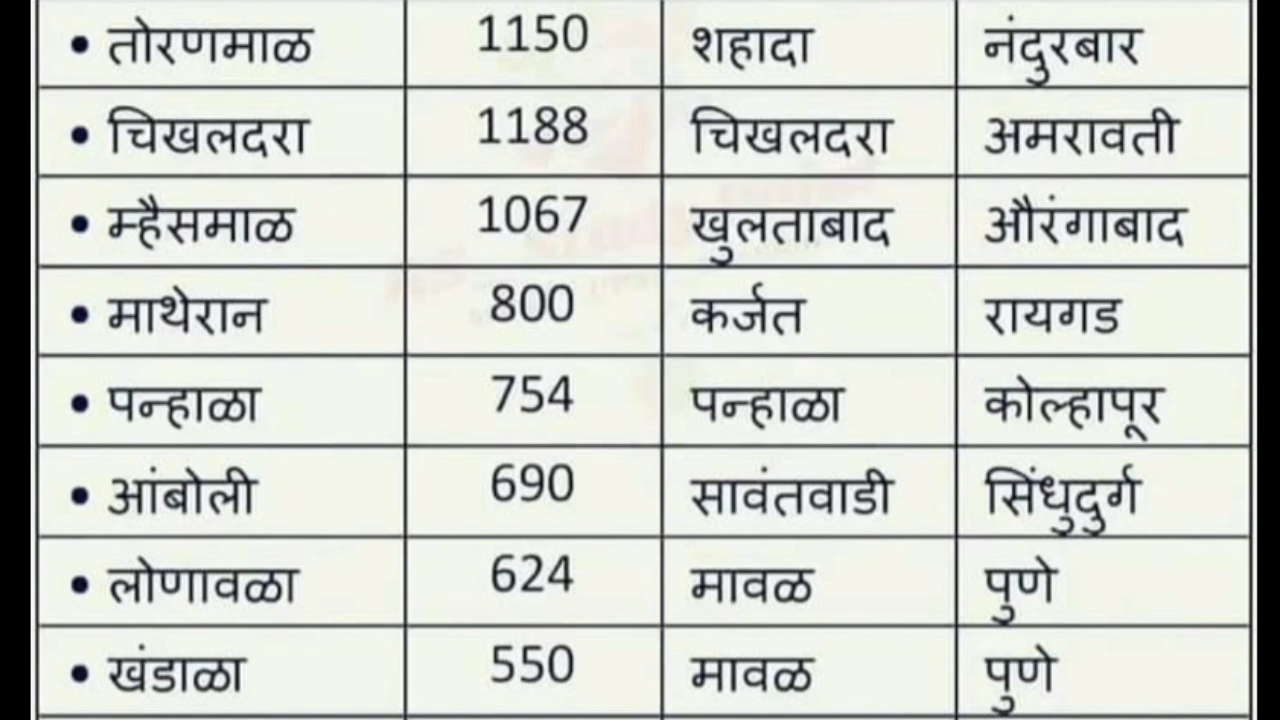 • तोरणमाळ 1150 शहादा नंदुरबार
• चिखलदरा 1188 चिखलदरा अमरावती
• म्हैसमाळ 1067 खुलताबाद औरंगाबाद
• माथेरान 800 कर्जत रायगड
• पन्हाळा 754 पन्हाळा कोल्हापूर
• आंबोली 690 सावंतवाडी सिंधुदुर्ग
• लोणावळा 624 मावळ पुणे
• खंडाळा 550 मावळ पुणे